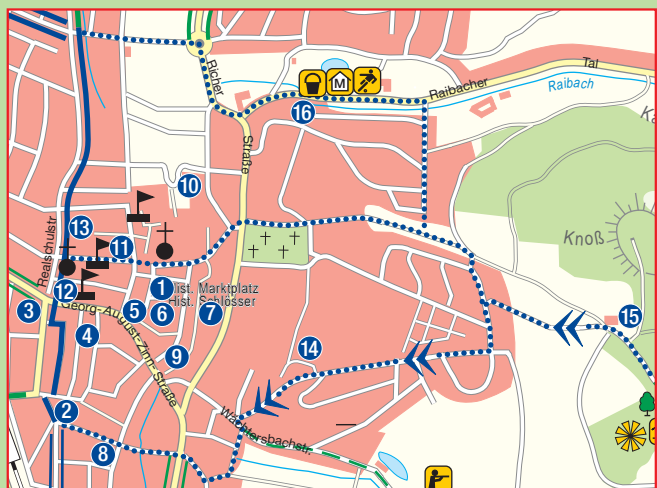 Richer
Straße
Raibacher
Tal
Raibach
M
16
10
13
11
Realschulstr.
12
1
Hist. Marktplatz
Hist. Schlösser
5
6
7
3
Georg-August-Zinn-Straße
4
9
14
15
Knoß
2
8
Wächtersbachstr.